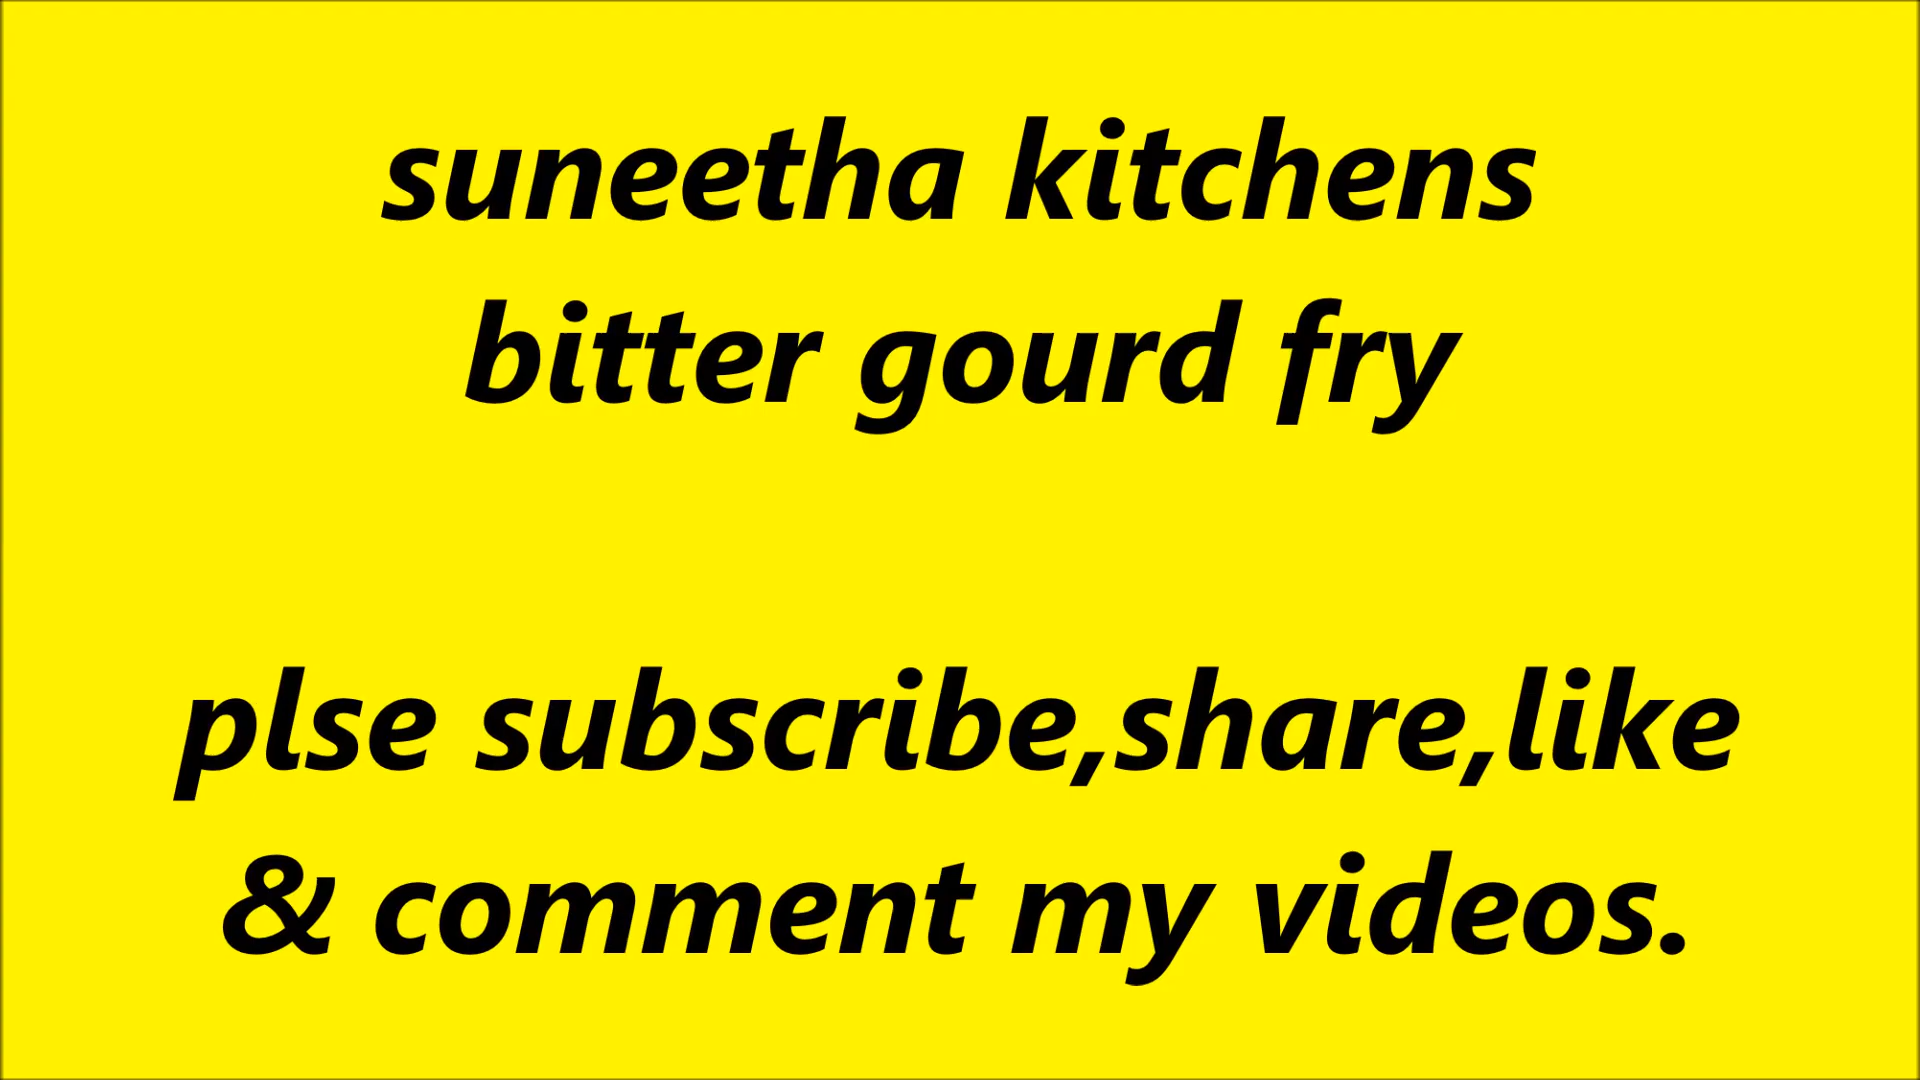 suneetha kitchens
bitter gourd fry
plse subscribe,share,like
& comment my videos.